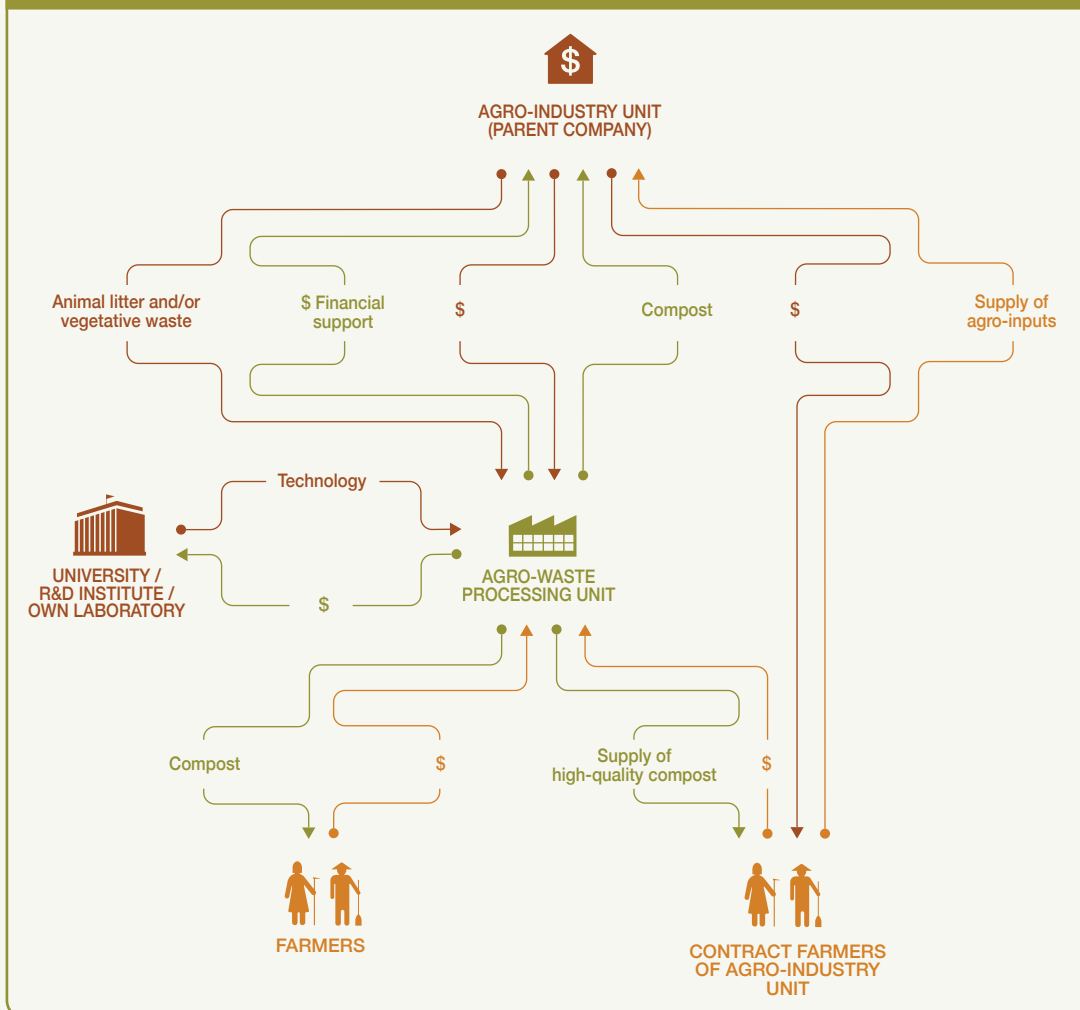 $
AGRO-INDUSTRY UNIT
(PARENT COMPANY)
Animal litter and/or
vegetative waste
$ Financial
support
$
Compost
$
Supply of
agro-inputs
Technology
UNIVERSITY /
R&D INSTITUTE /
OWN LABORATORY
$
AGRO-WASTE
PROCESSING UNIT
Compost
$
Supply of
high-quality compost
$
FARMERS
CONTRACT FARMERS
OF AGRO-INDUSTRY
UNIT